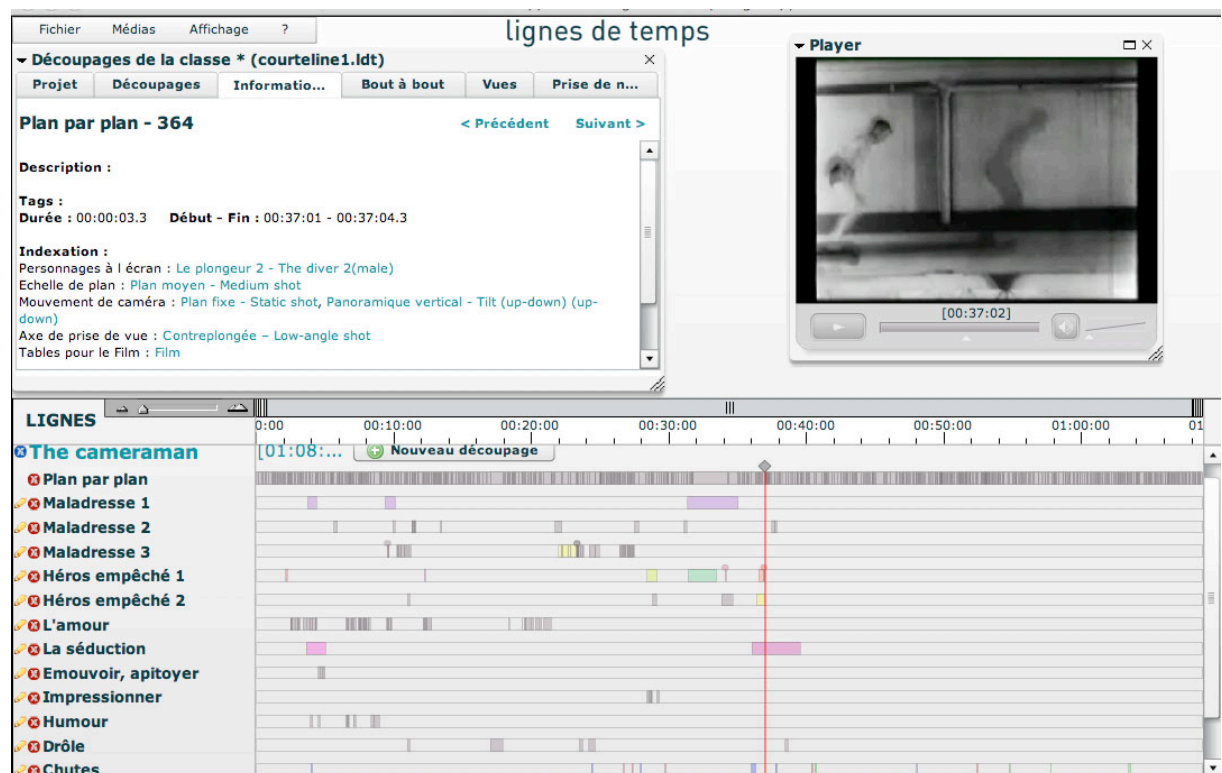 Fichier Médias Affichage ?
lignes de temps
Découpages de la classe * (courteline1.ldt)
Projet Découpages Informatio... Bout à bout Vues Prise de n...
Plan par plan - 364 < Précédent Suivant >
Description :
Tags :
Durée : 00:00:03.3 Début - Fin : 00:37:01 - 00:37:04.3
Indexation :
Personnages à l écran : Le plongeur 2 - The diver 2(male)
Echelle de plan : Plan moyen - Medium shot
Mouvement de caméra : Plan fixe - Static shot, Panoramique vertical - Tilt (up-down) (up-
down)
Axe de prise de vue : Contreplongée – Low-angle shot
Tables pour le Film : Film
Player
[00:37:02]
LIGNES
0:00 00:10:00 00:20:00 00:30:00 00:40:00 00:50:00 01:00:00 01
The cameraman [01:08:... Nouveau découpage
Plan par plan
Maladresse 1
Maladresse 2
Maladresse 3
Héros empêché 1
Héros empêché 2
L'amour
La séduction
Emouvoir, apitoyer
Impressionner
Humour
Drôle
Chutes